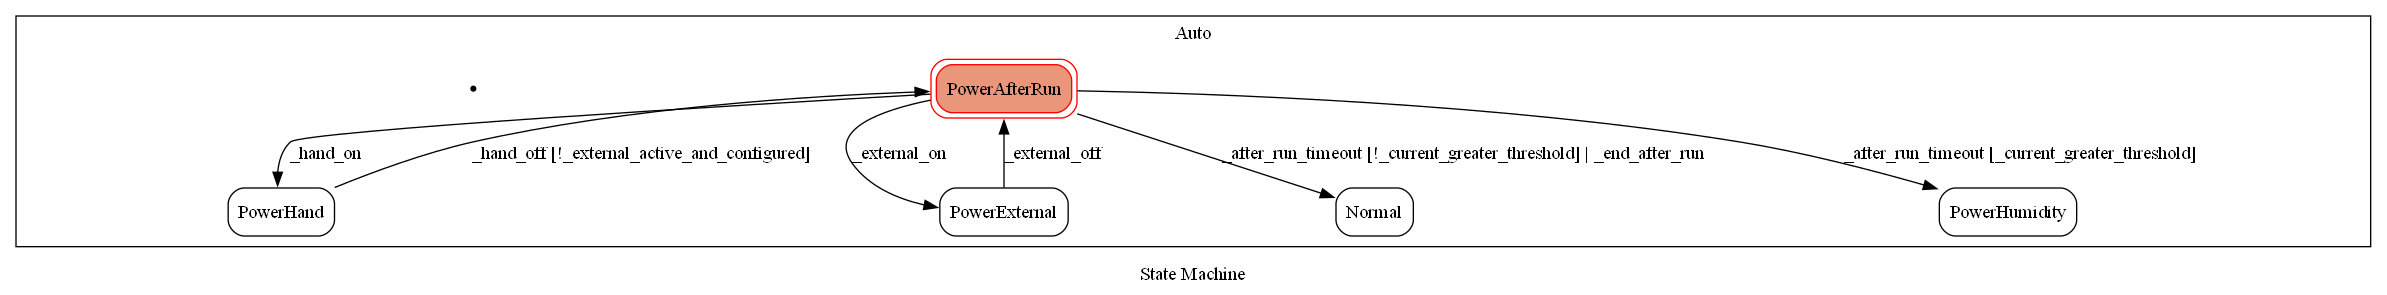 Auto
PowerAfterRun
_hand_on
_hand_off [!_external_active_and_configured]
_external_on
_external_off
_after_run_timeout [!_current_greater_threshold] | _end_after_run
_after_run_timeout [_current_greater_threshold]
PowerHand
PowerExternal
Normal
PowerHumidity
State Machine